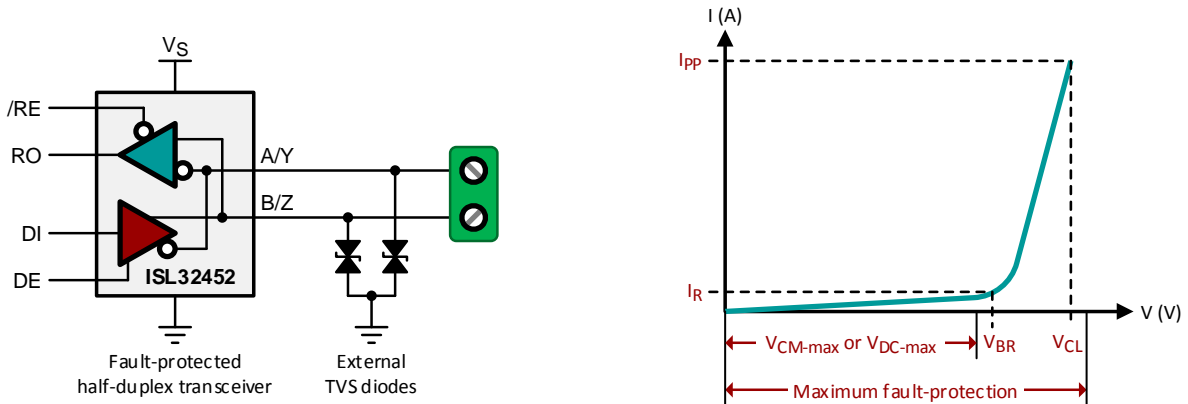 VS
/RE
RO
DI
DE
A/Y
B/Z
ISL32452
Fault-protected
half-duplex transceiver
External
TVS diodes
I (A)
IPP
IR
V (V)
VCM-max or VDC-max
VBR
VCL
Maximum fault-protection